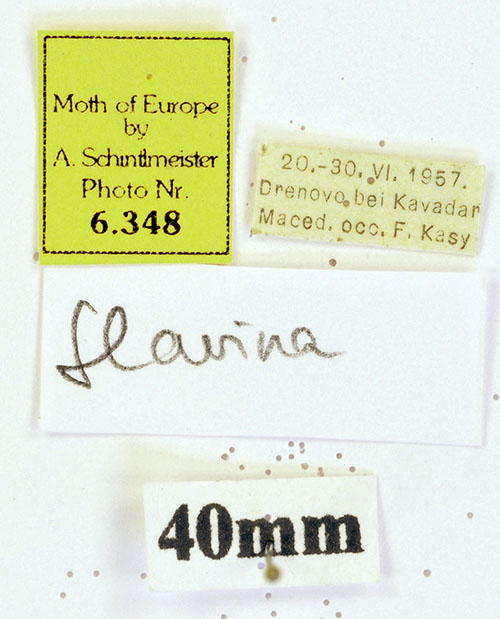 Moth of Europe
by
A. Schintlmeister
Photo Nr.
6.348
20.-30. VI. 1957.
Drenovo bei Kavadar
Maced. occ. F. Kasy
flavina
40mm